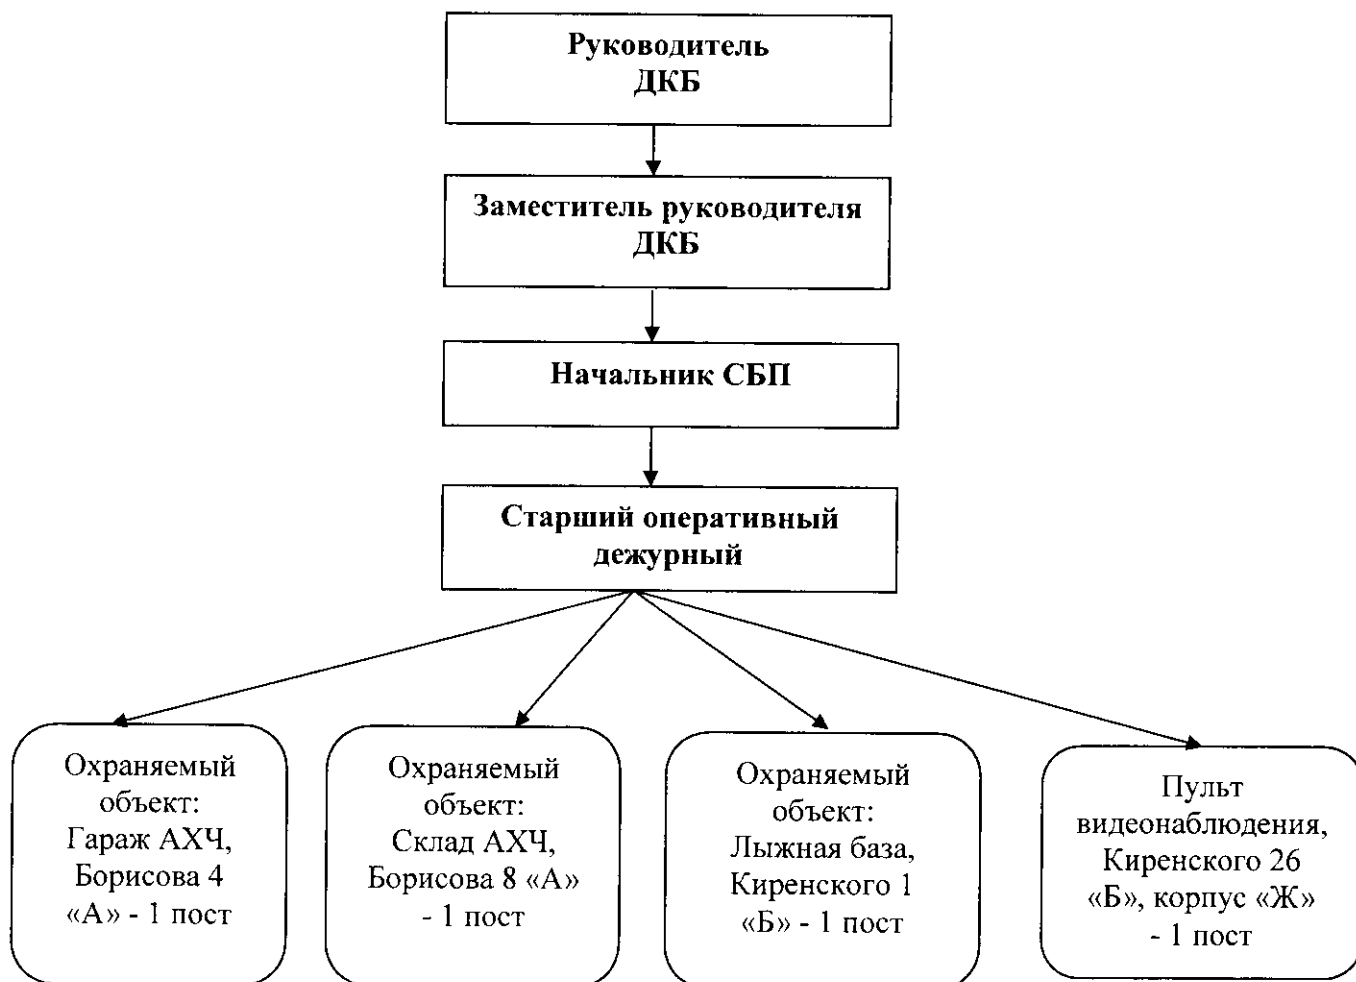 Руководитель
ДКБ
Заместитель руководителя
ДКБ
Начальник СБП
Старший оперативный
дежурный
Охраняемый
объект:
Гараж АХЧ,
Борисова 4
«А» - 1 пост
Охраняемый
объект:
Склад АХЧ,
Борисова 8 «А»
- 1 пост
Охраняемый
объект:
Лыжная база,
Киренского 1
«Б» - 1 пост
Пульт
видеонаблюдения,
Киренского 26
«Б», корпус «Ж»
- 1 пост